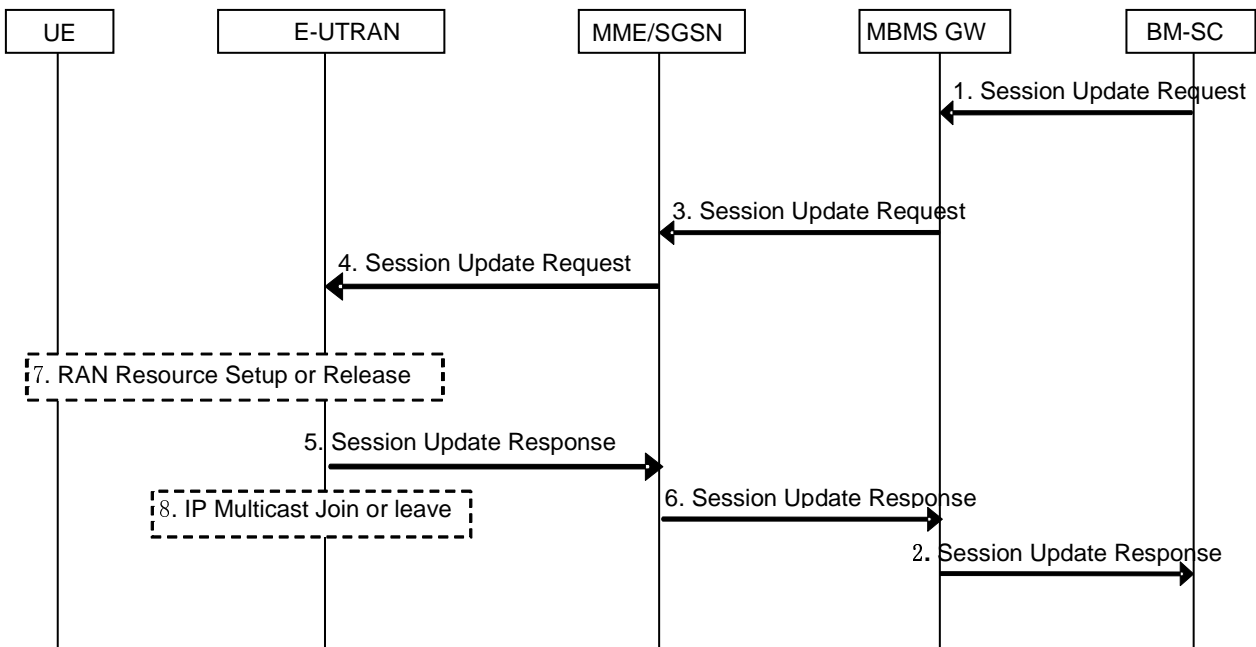 UE
E-UTRAN
MME/SGSN
MBMS GW
BM-SC
1. Session Update Request
3. Session Update Request
4. Session Update Request
7. RAN Resource Setup or Release
5. Session Update Response
8. IP Multicast Join or leave
6. Session Update Response
2. Session Update Response